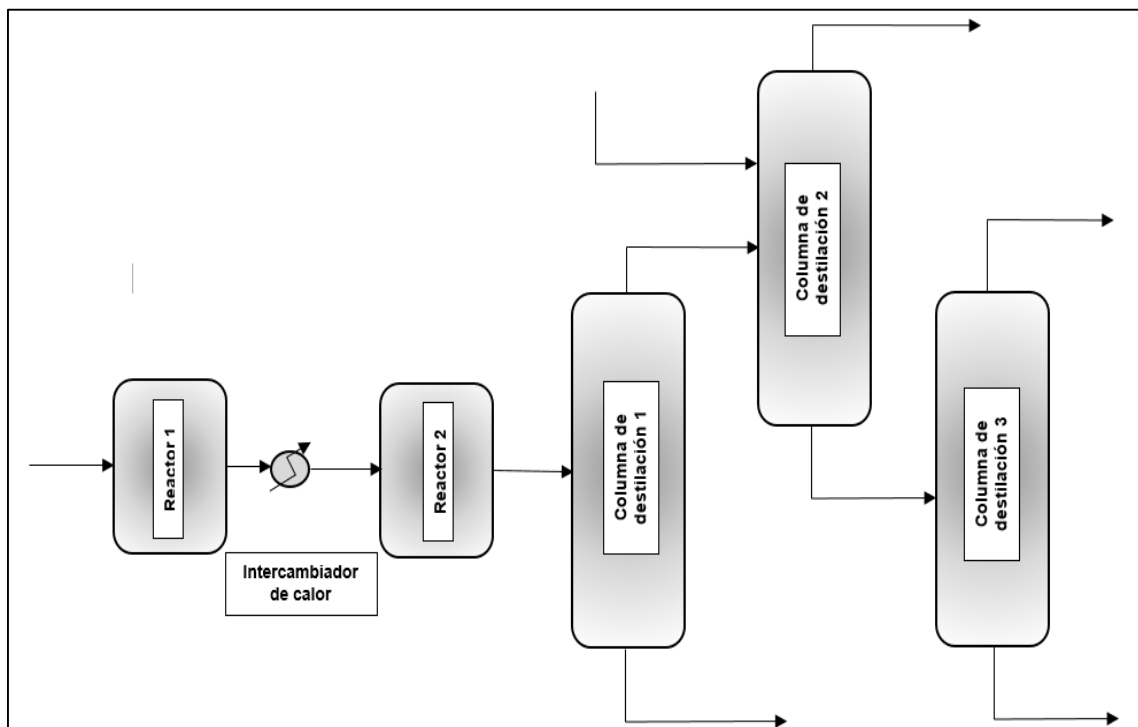 Reactor 1
Intercambiador
de calor
Reactor 2
Columna de
destilación 1
Columna de
destilación 2
Columna de
destilación 3